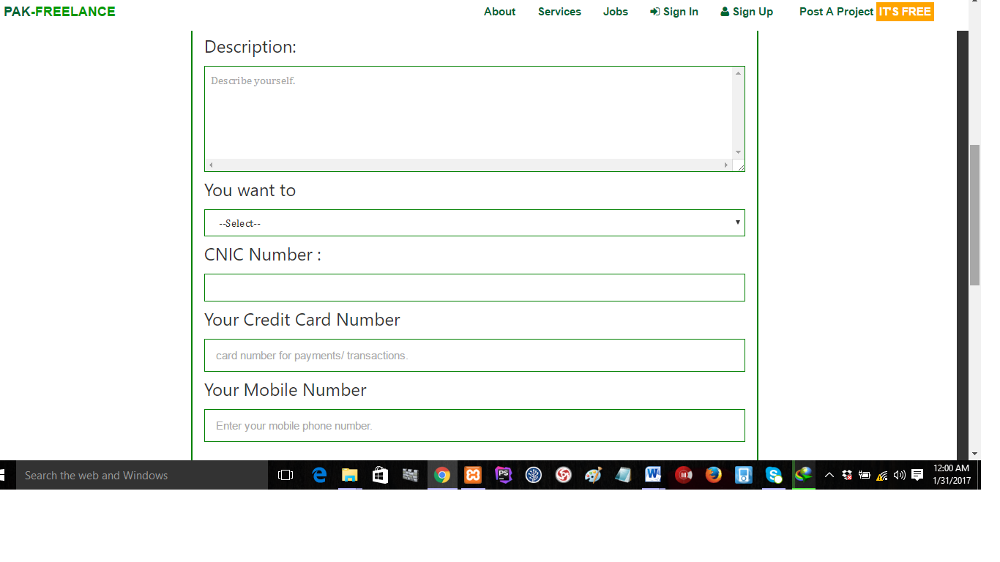 PAK-FREELANCE About Services Jobs Sign In Sign Up Post A Project IT'S FREE
Description:
Describe yourself.
You want to
--Select--
CNIC Number :
Your Credit Card Number
card number for payments/ transactions.
Your Mobile Number
Enter your mobile phone number.
Search the web and Windows
PS
W
12:00 AM
1/31/2017